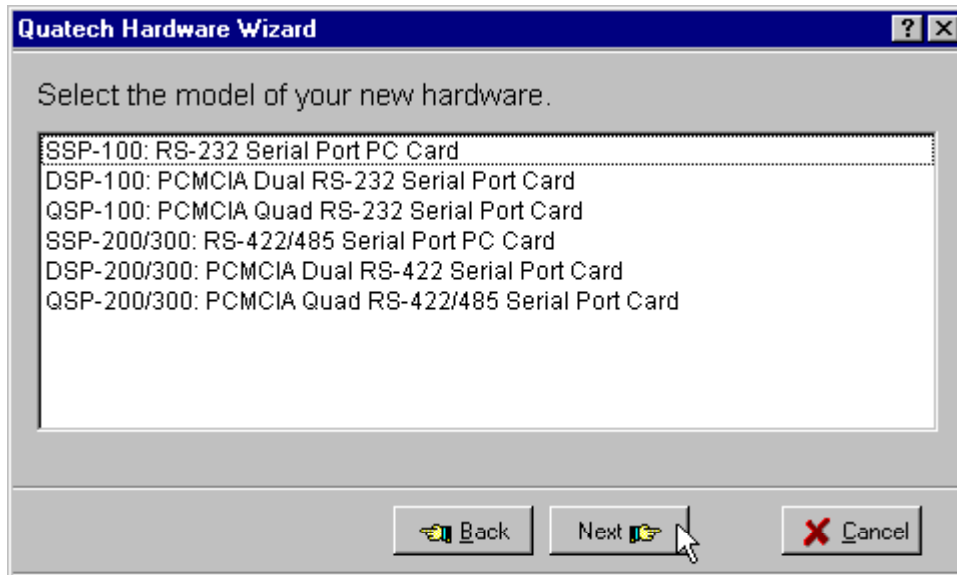 Quatech Hardware Wizard
Select the model of your new hardware.
SSP-100: RS-232 Serial Port PC Card
DSP-100: PCMCIA Dual RS-232 Serial Port Card
QSP-100: PCMCIA Quad RS-232 Serial Port Card
SSP-200/300: RS-422/485 Serial Port PC Card
DSP-200/300: PCMCIA Dual RS-422 Serial Port Card
QSP-200/300: PCMCIA Quad RS-422/485 Serial Port Card
Back Next Cancel